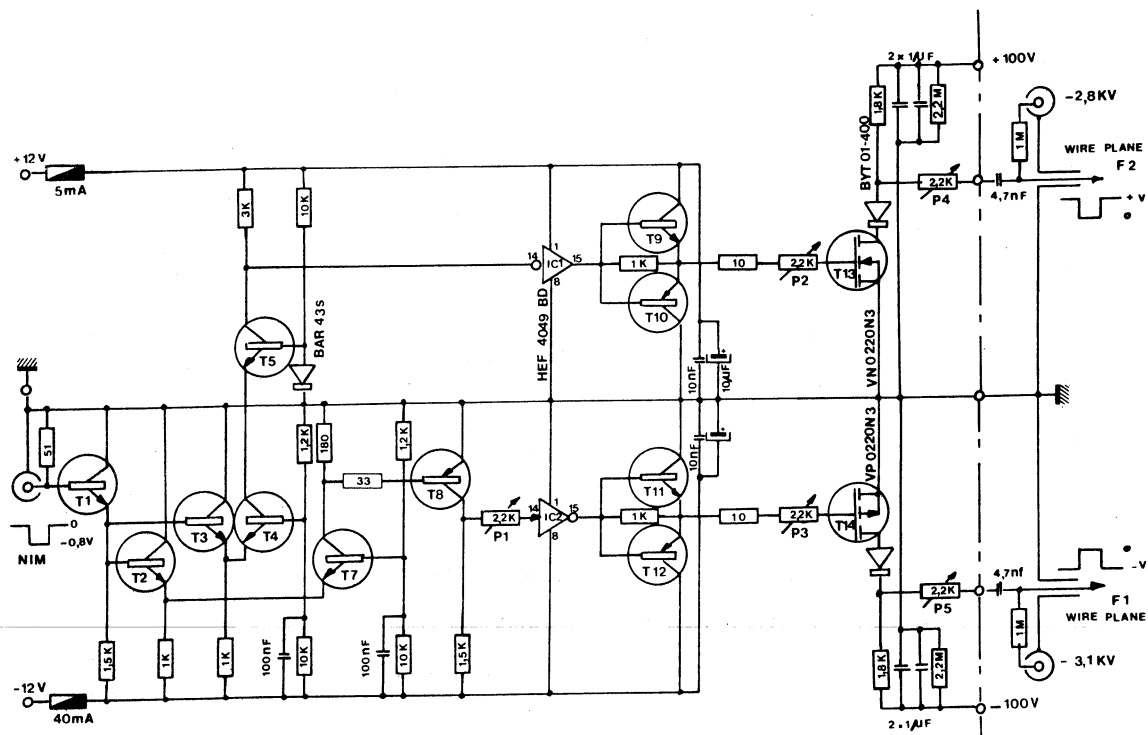 2 × 1µF
+ 100V
-2,8KV
WIRE PLANE
F2
+ V
1,8K
2,2M
1M
BYT 01-400
2,2K
P4
4,7nF
+12V
5mA
3K
10K
T9
14
1
IC1
15
8
1K
10
2,2K
P2
T13
T10
HEF 4049 BD
BAR 43s
T5
10nF
10µF
VN 0220N3
51
1,2K
180
1,2K
10nF
VP 0220N3
T1
33
T8
T11
0
-0,8V
NIM
T3
T4
2,2K
P1
14
1
IC2
15
8
1K
10
2,2K
P3
T14
T2
T7
T12
-V
4,7nf
2,2K
P5
F1
WIRE PLANE
1,5K
1K
1K
100nF
10K
100nF
10K
1,5K
1,8K
2,2M
1M
- 3,1KV
-12V
40mA
-100V
2 × 1µF